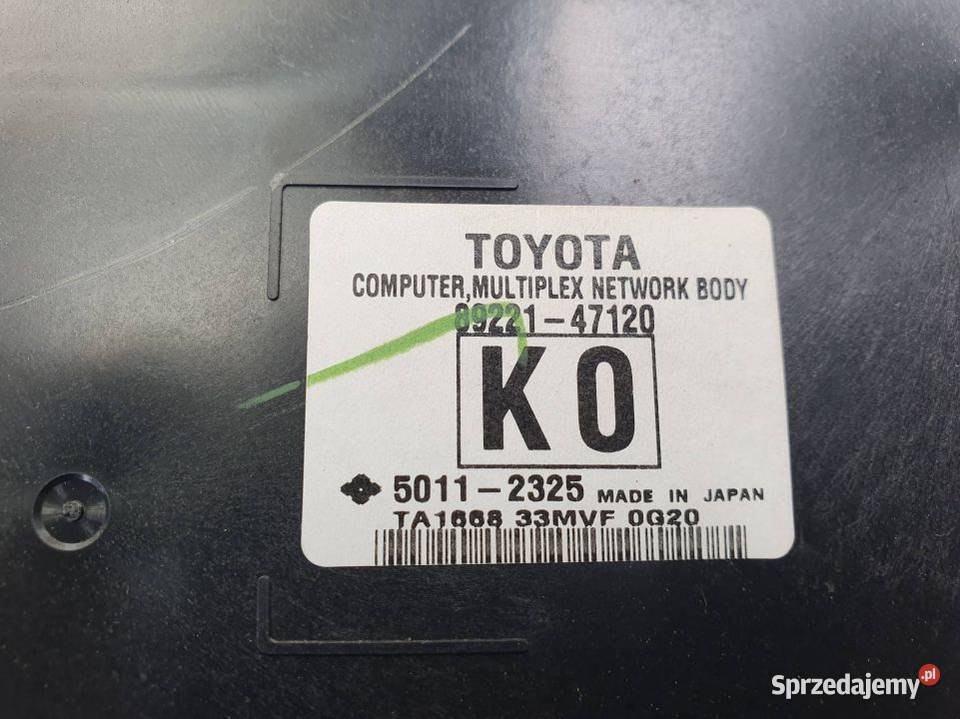 TOYOTA
COMPUTER,MULTIPLEX NETWORK BODY
89221-47120
K0
5011-2325 MADE IN JAPAN
TA1668 33MVF 0G20
Sprzedajemy.pl